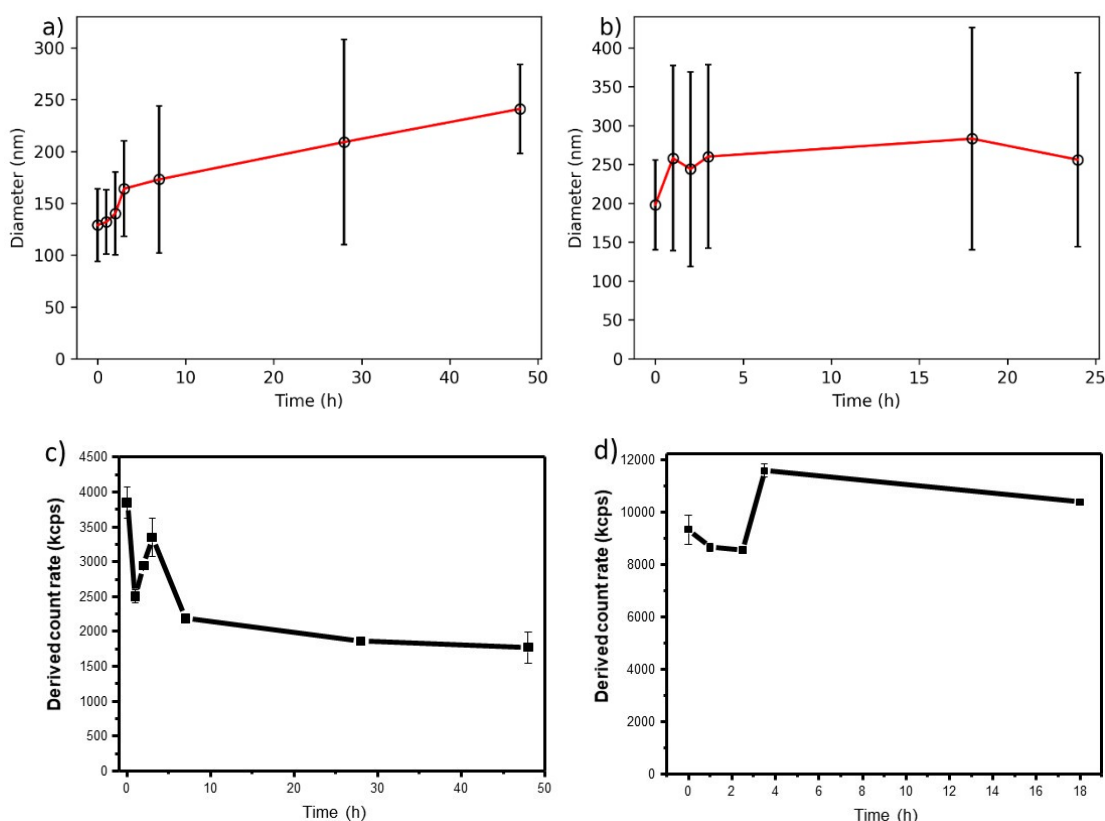 a)
300
250
200
150
100
50
0
Diameter (nm)
0 10 20 30 40 50
Time (h)
b)
400
350
300
250
200
150
100
50
0
Diameter (nm)
0 5 10 15 20 25
Time (h)
c)
4500
4000
3500
3000
2500
2000
1500
1000
500
0
Derived count rate (kcps)
0 10 20 30 40 50
Time (h)
d)
12000
10000
8000
6000
4000
2000
0
Derived count rate (kcps)
0 2 4 6 8 10 12 14 16 18
Time (h)